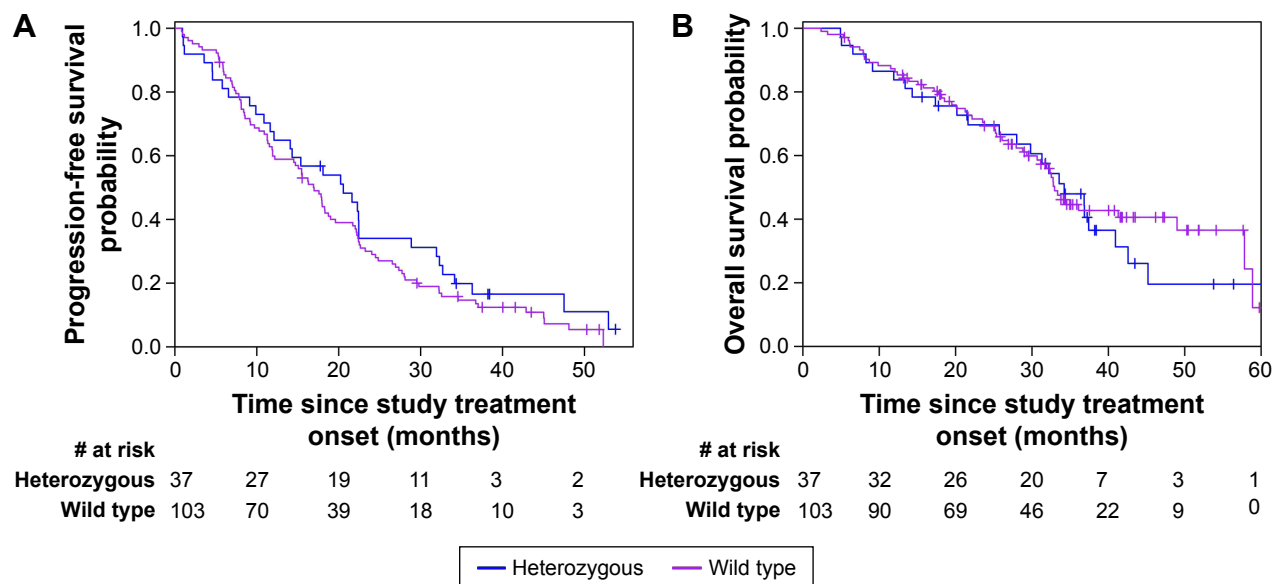 A
Progression-free survival
probability
1.0
0.8
0.6
0.4
0.2
0.0
0 10 20 30 40 50
Time since study treatment
onset (months)
# at risk
Heterozygous 37 27 19 11 3 2
Wild type 103 70 39 18 10 3
B
Overall survival probability
1.0
0.8
0.6
0.4
0.2
0.0
0 10 20 30 40 50 60
Time since study treatment
onset (months)
# at risk
Heterozygous 37 32 26 20 7 3 1
Wild type 103 90 69 46 22 9 0
Heterozygous Wild type